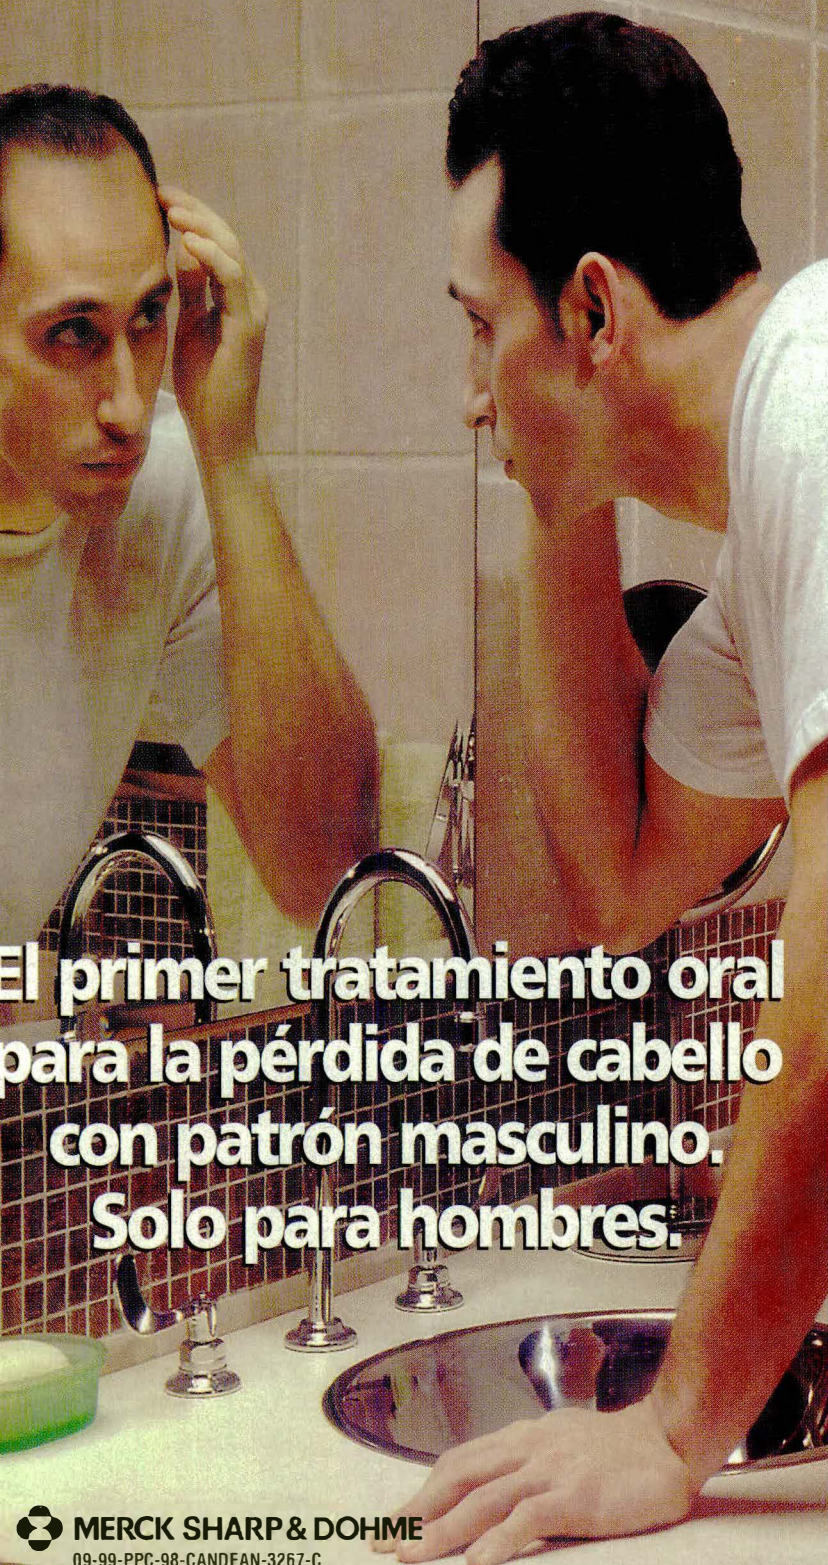 El primer tratamiento oral
para la pérdida de cabello
con patrón masculino.
Solo para hombres.
MERCK SHARP & DOHME
09-99-PPC-98-CANDEAN-3267-C